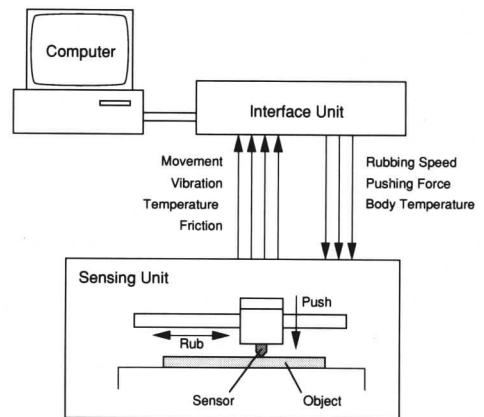 Computer
Interface Unit
Movement
Vibration
Temperature
Friction
Rubbing Speed
Pushing Force
Body Temperature
Sensing Unit
Push
Rub
Sensor
Object